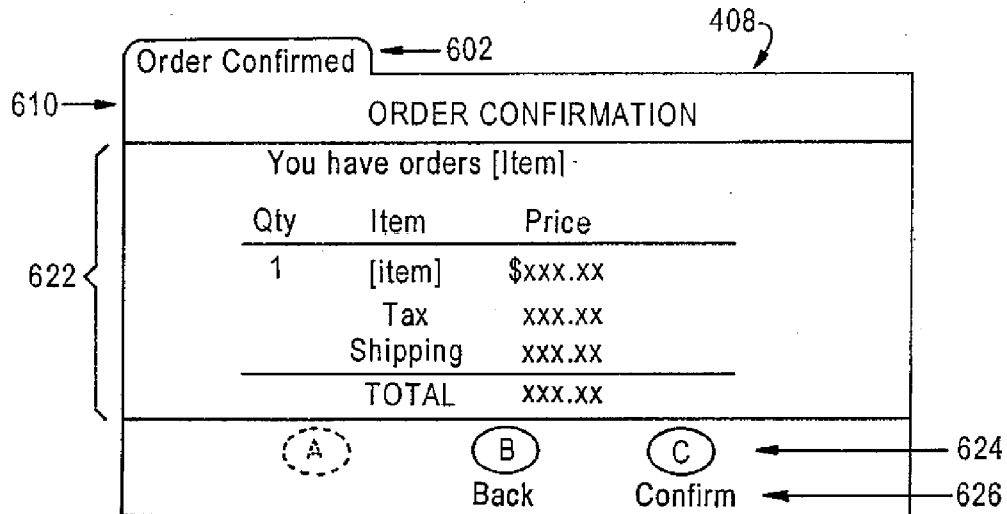 408
Order Confirmed 602
610 ORDER CONFIRMATION
You have orders [Item]
Qty Item Price
1 [item] $xxx.xx
622
Tax xxx.xx
Shipping xxx.xx
TOTAL xxx.xx
A B C 624
Back Confirm 626